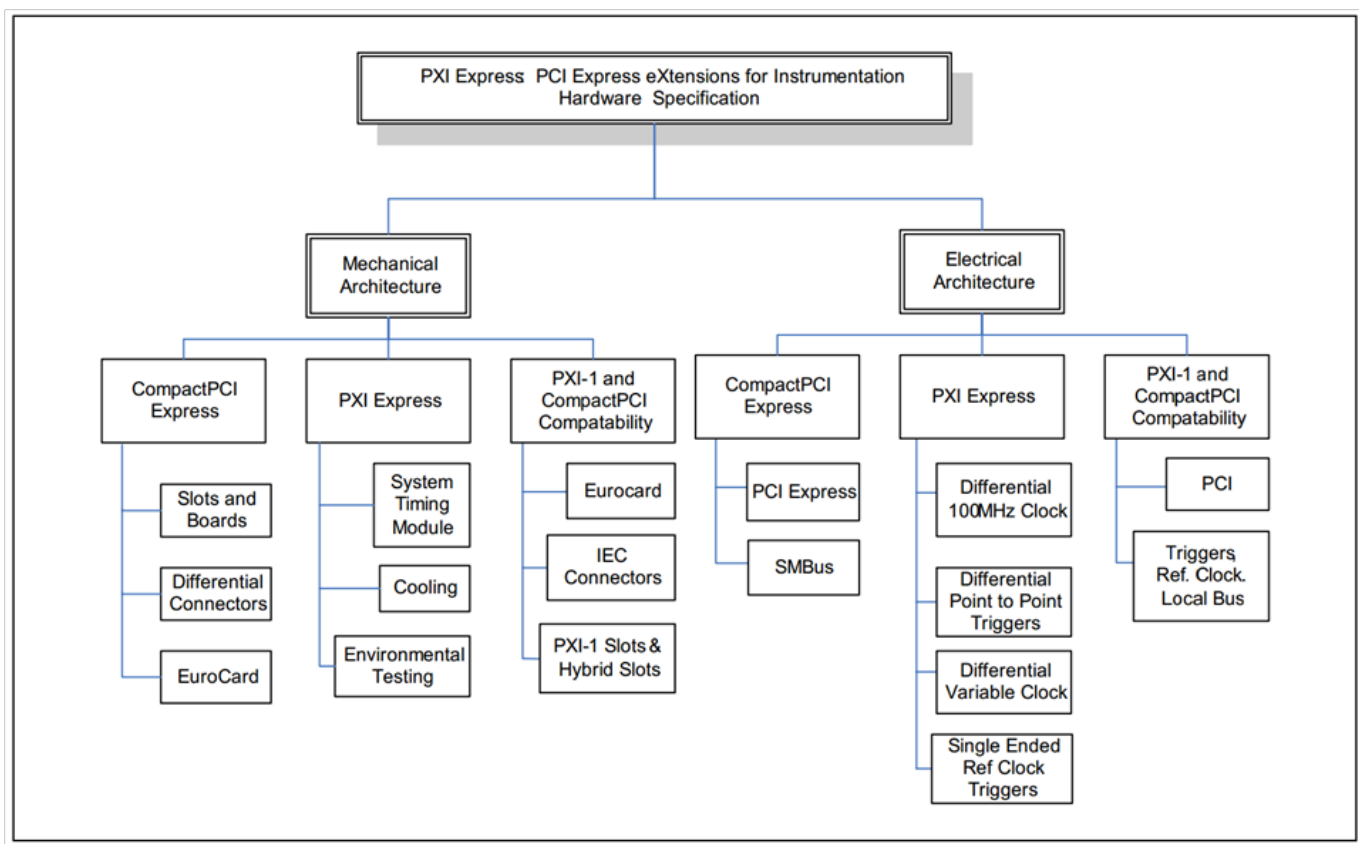 PXI Express: PCI Express eXtensions for Instrumentation
Hardware Specification
Mechanical
Architecture
Electrical
Architecture
CompactPCI
Express
PXI Express
PXI-1 and
CompactPCI
Compatability
CompactPCI
Express
PXI Express
PXI-1 and
CompactPCI
Compatability
Slots and
Boards
Differential
Connectors
EuroCard
System
Timing
Module
Cooling
Environmental
Testing
Eurocard
IEC
Connectors
PXI-1 Slots &
Hybrid Slots
PCI Express
SMBus
Differential
100MHz Clock
Differential
Point to Point
Triggers
Differential
Variable Clock
Single Ended
Ref Clock
Triggers
PCI
Triggers,
Ref. Clock.
Local Bus